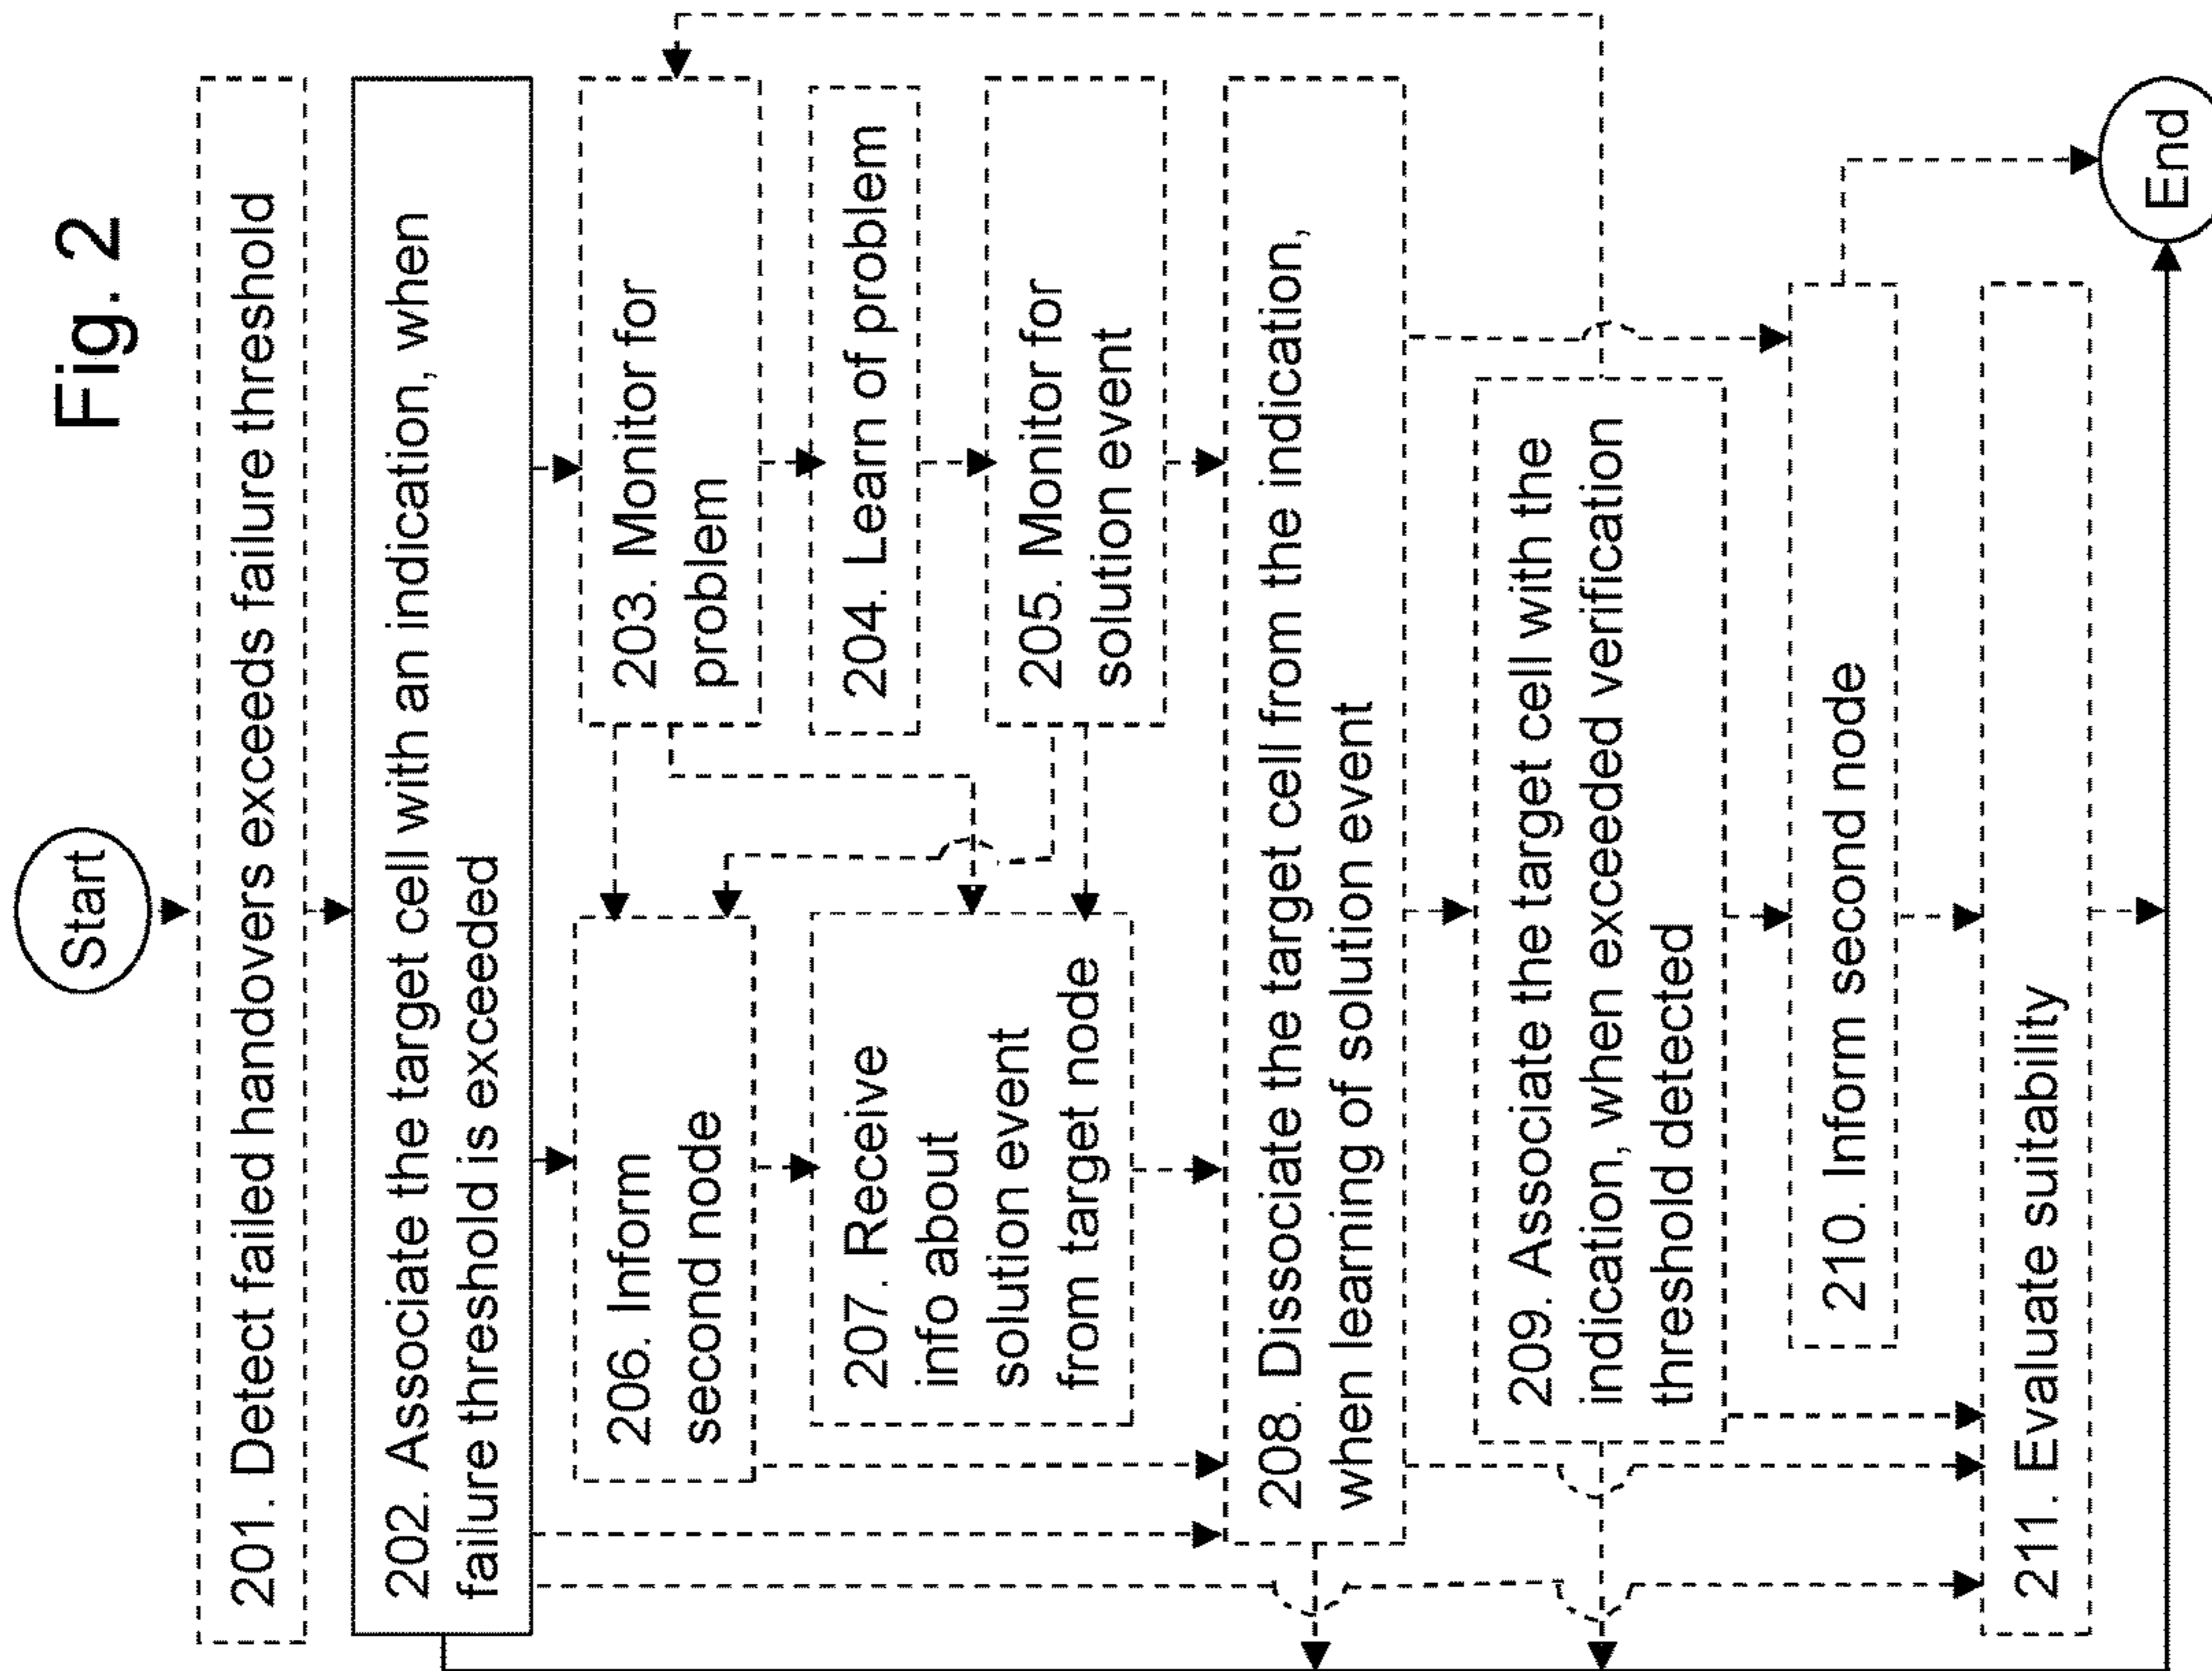 Fig. 2
Start
201. Detect failed handovers exceeds failure threshold
202. Associate the target cell with an indication, when
failure threshold is exceeded
203. Monitor for
problem
204. Learn of problem
205. Monitor for
solution event
206. Inform
second node
207. Receive
info about
solution event
from target node
208. Dissociate the target cell from the indication,
when learning of solution event
209. Associate the target cell with the
indication, when exceeded verification
threshold detected
210. Inform second node
211. Evaluate suitability
End